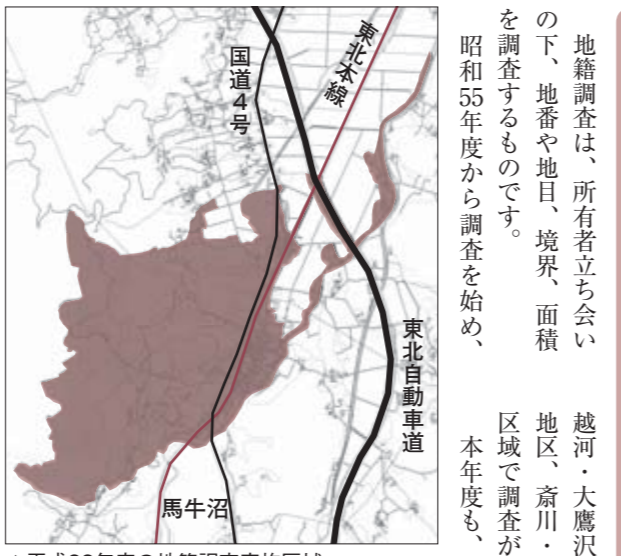 地籍調査は、所有者立ち会い
の下、地番や地目、境界、面積
を調査するものです。
昭和55年度から調査を始め、
越河・大鷹沢
地区、斎川・
区域で調査が
本年度も、
国道4号
東北本線
東北自動車道
馬牛沼